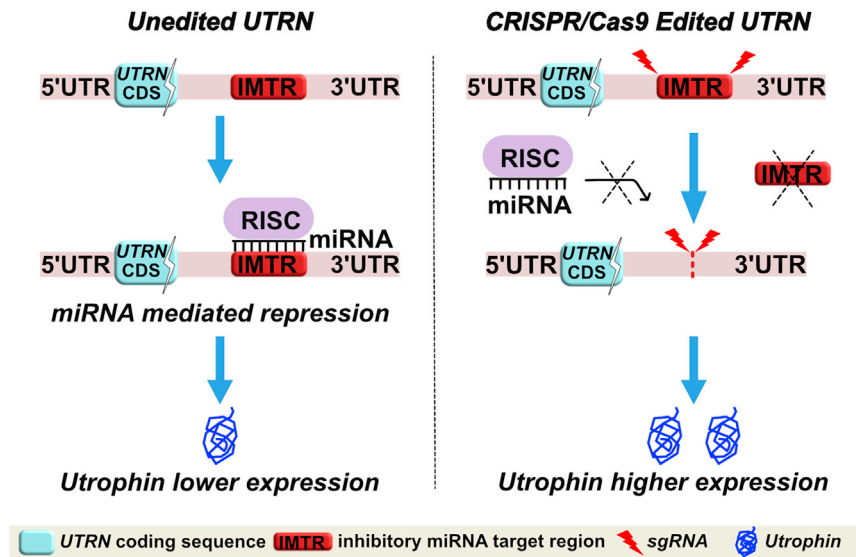 Unedited UTRN
5'UTR
UTRN
CDS
IMTR
3'UTR
RISC
miRNA
5'UTR
UTRN
CDS
IMTR
3'UTR
miRNA mediated repression
Utrophin lower expression
CRISPR/Cas9 Edited UTRN
5'UTR
UTRN
CDS
IMTR
3'UTR
RISC
miRNA
IMTR
5'UTR
UTRN
CDS
3'UTR
Utrophin higher expression
UTRN coding sequence IMTR inhibitory miRNA target region sgRNA Utrophin